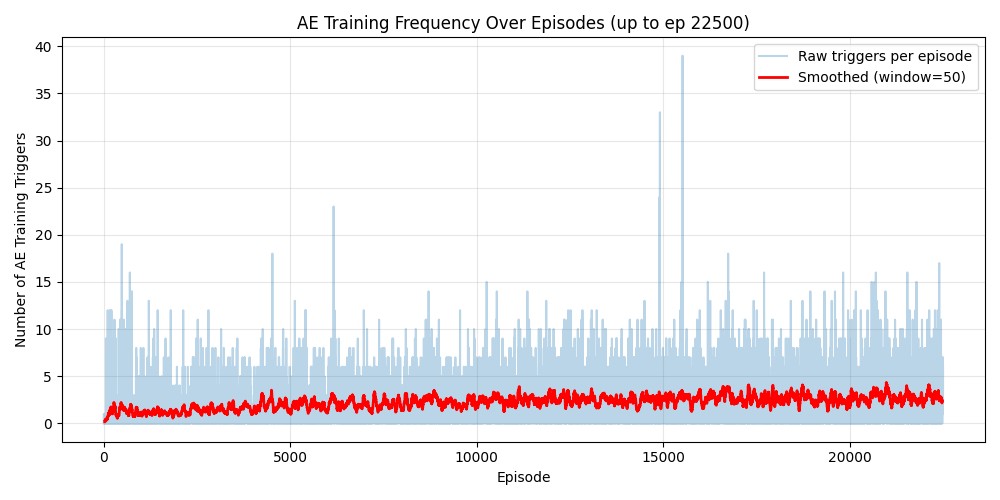 AE Training Frequency Over Episodes (up to ep 22500)
Raw triggers per episode
Smoothed (window=50)
Number of AE Training Triggers
40
35
30
25
20
15
10
5
0
0
5000
10000
15000
20000
Episode